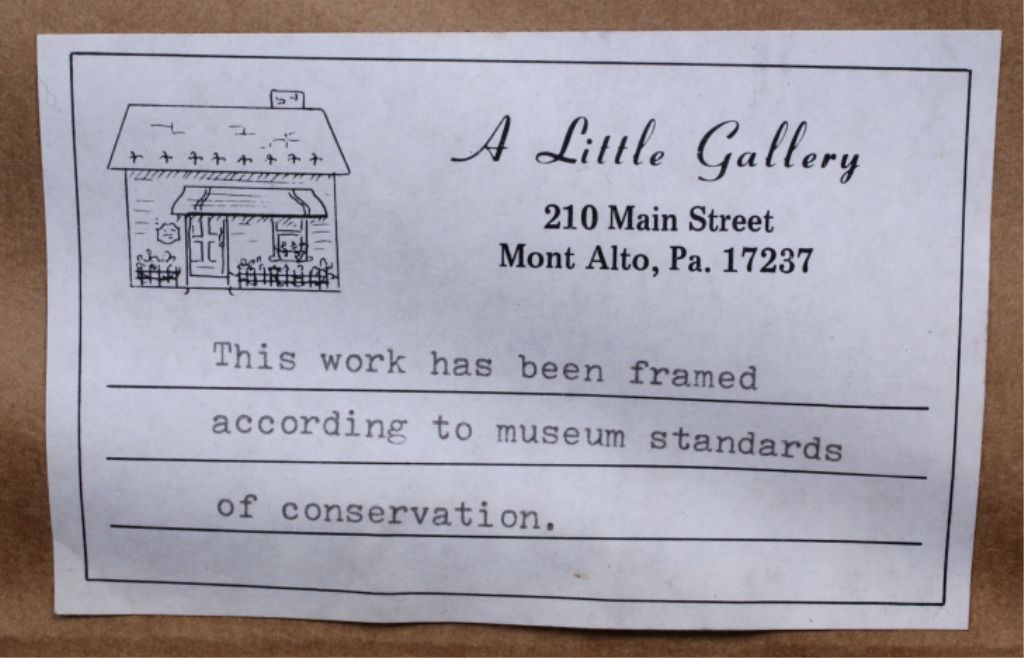 A Little Gallery
210 Main Street
Mont Alto, Pa. 17237
This work has been framed
according to museum standards
of conservation.